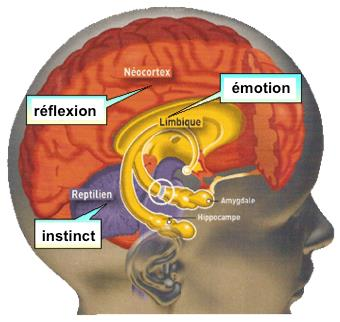 Néocortex
émotion
réflexion
Limbique
Reptilien
Amygdale
Hippocampe
instinct